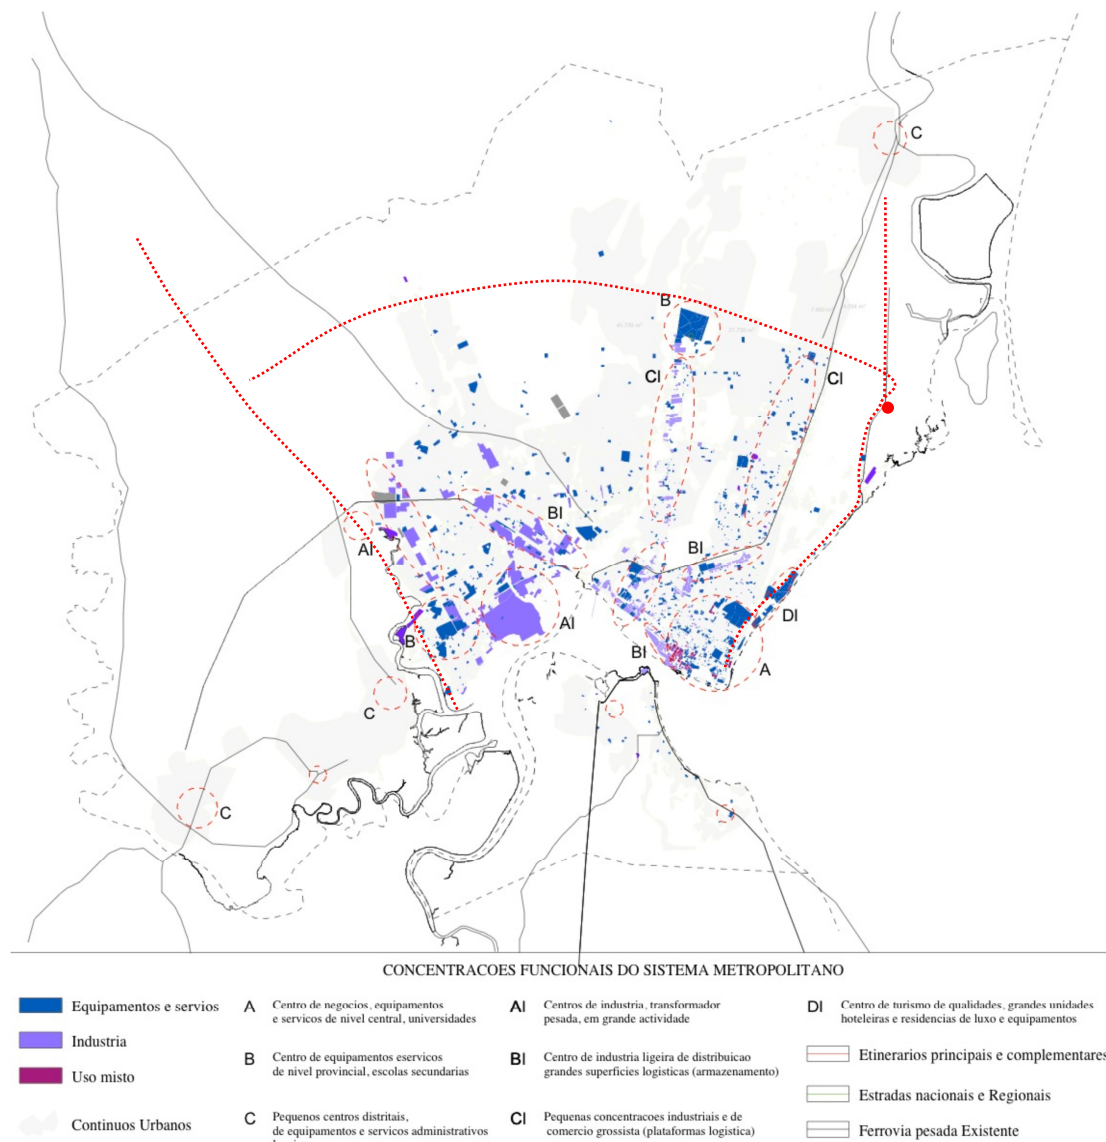 C
B
CI
CI
BI
BI
AI
AI
DI
B
BI
A
C
C
CONCENTRACOES FUNCIONAIS DO SISTEMA METROPOLITANO
Equipamentos e servios
Industria
Uso misto
Continuos Urbanos
A Centro de negocios, equipamentos
e servicos de nivel central, universidades
B Centro de equipamentos eservicos
de nivel provincial, escolas secundarias
C Pequenos centros distritais,
de equipamentos e servicos administrativos
AI Centros de industria, transformador
pesada, em grande actividade
BI Centro de industria ligeira de distribuicao
grandes superficies logisticas (armazenamento)
CI Pequenas concentracoes industriais e de
comercio grossista (plataformas logistica)
DI Centro de turismo de qualidades, grandes unidades
hoteleiras e residencias de luxo e equipamentos
Etinerarios principais e complementares
Estradas nacionais e Regionais
Ferrovia pesada Existente